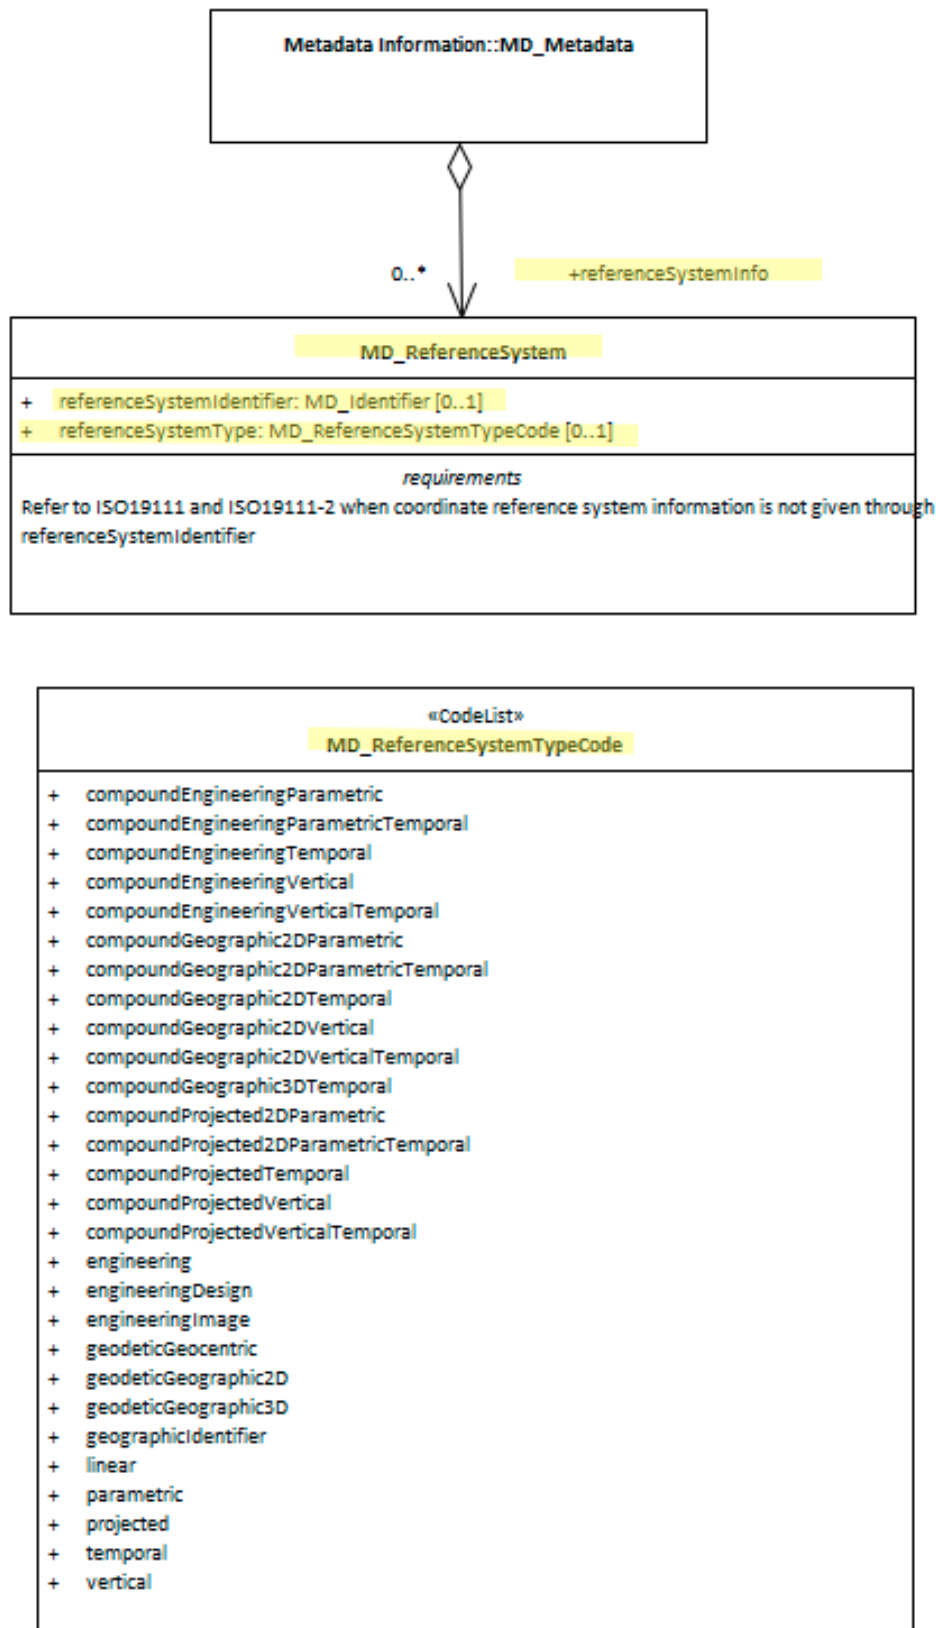 Metadata Information::MD_Metadata
0..*
+referenceSystemInfo
MD_ReferenceSystem
+ referenceSystemIdentifier: MD_Identifier [0..1]
+ referenceSystemType: MD_ReferenceSystemTypeCode [0..1]
requirements
Refer to ISO19111 and ISO19111-2 when coordinate reference system information is not given through
referenceSystemIdentifier
«CodeList»
MD_ReferenceSystemTypeCode
+ compoundEngineeringParametric
+ compoundEngineeringParametricTemporal
+ compoundEngineeringTemporal
+ compoundEngineeringVertical
+ compoundEngineeringVerticalTemporal
+ compoundGeographic2DParametric
+ compoundGeographic2DParametricTemporal
+ compoundGeographic2DTemporal
+ compoundGeographic2DVertical
+ compoundGeographic2DVerticalTemporal
+ compoundGeographic3DTemporal
+ compoundProjected2DParametric
+ compoundProjected2DParametricTemporal
+ compoundProjectedTemporal
+ compoundProjectedVertical
+ compoundProjectedVerticalTemporal
+ engineering
+ engineeringDesign
+ engineeringImage
+ geodeticGeocentric
+ geodeticGeographic2D
+ geodeticGeographic3D
+ geographicIdentifier
+ linear
+ parametric
+ projected
+ temporal
+ vertical